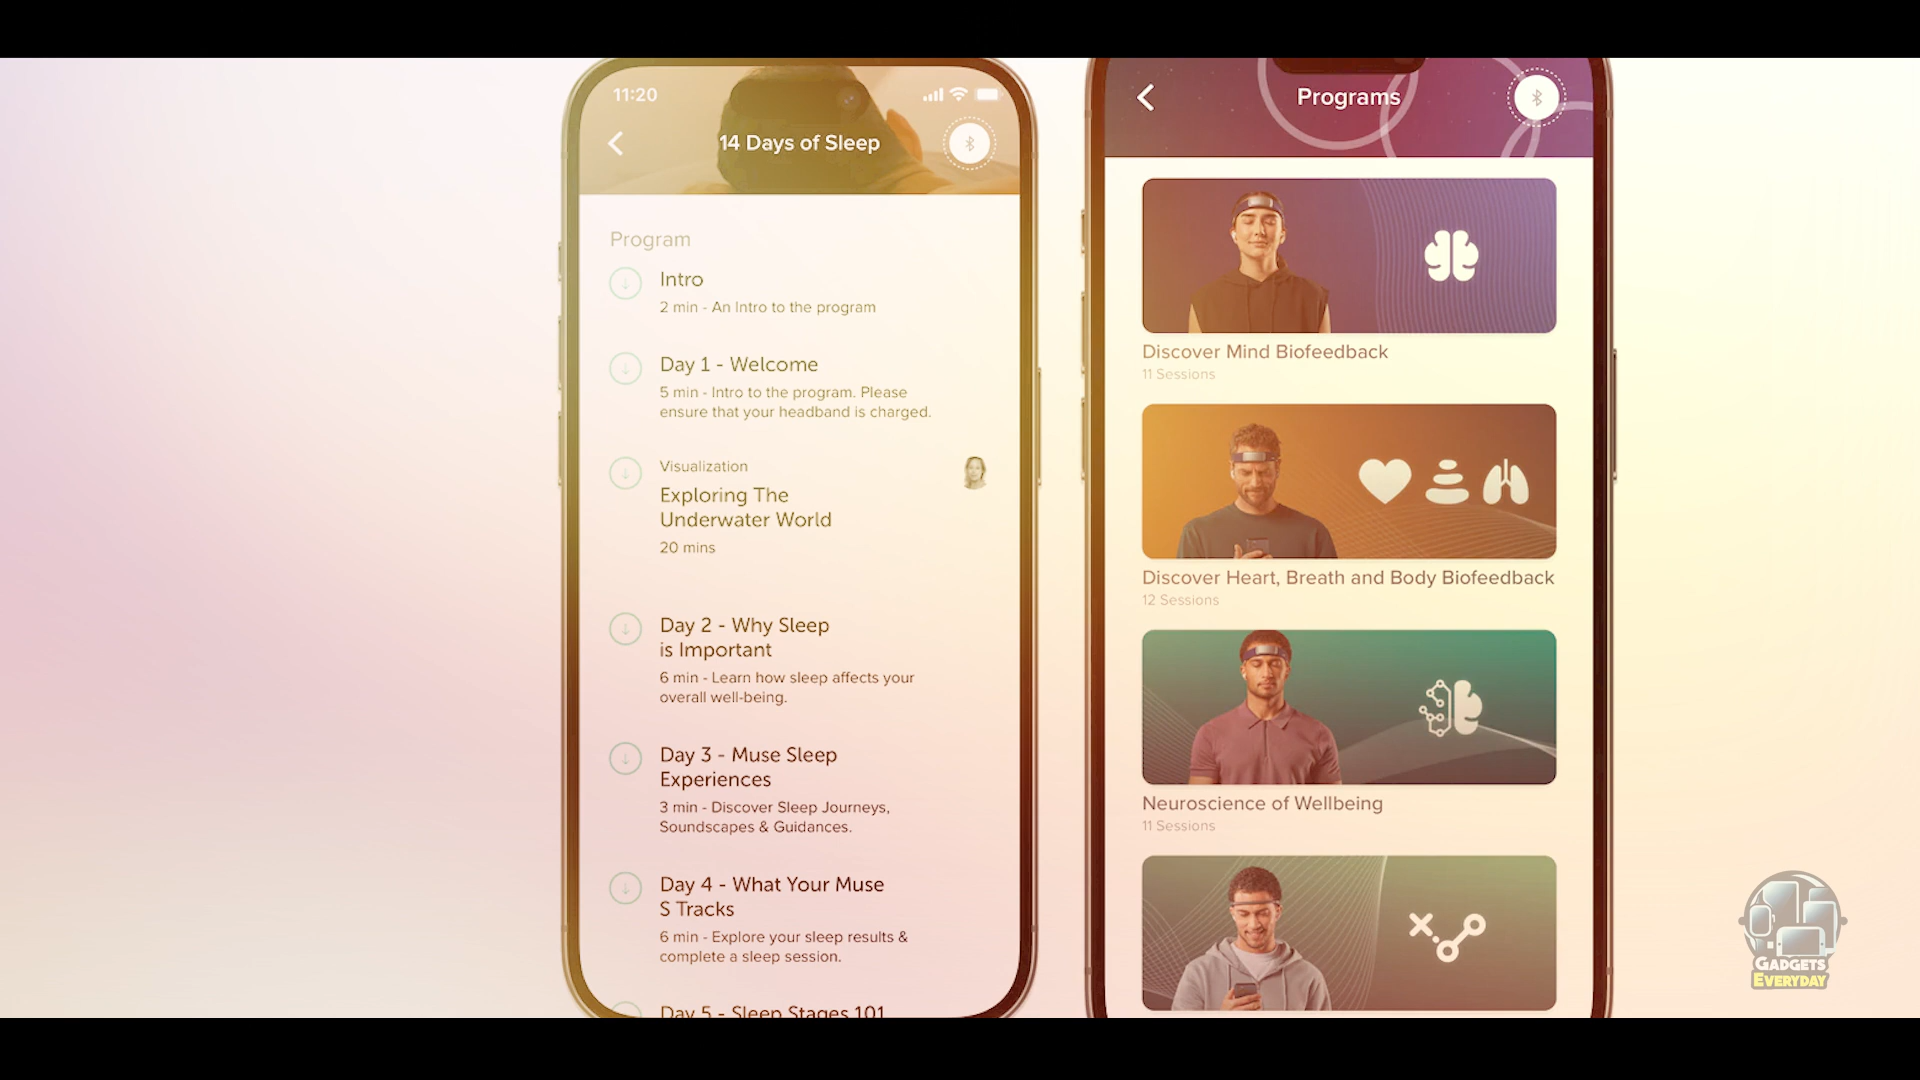 11:20
14 Days of Sleep
Program
Intro
2 min - An Intro to the program
Day 1 - Welcome
5 min - Intro to the program. Please
ensure that your headband is charged.
Visualization
Exploring The
Underwater World
20 mins
Day 2 - Why Sleep
is Important
6 min - Learn how sleep affects your
overall well-being.
Day 3 - Muse Sleep
Experiences
3 min - Discover Sleep Journeys,
Soundscapes & Guidances.
Day 4 - What Your Muse
S Tracks
6 min - Explore your sleep results &
complete a sleep session.
Day 5 - Sleep Stages 101
Programs
Discover Mind Biofeedback
11 Sessions
Discover Heart, Breath and Body Biofeedback
12 Sessions
Neuroscience of Wellbeing
11 Sessions
GADGETS
EVERYDAY